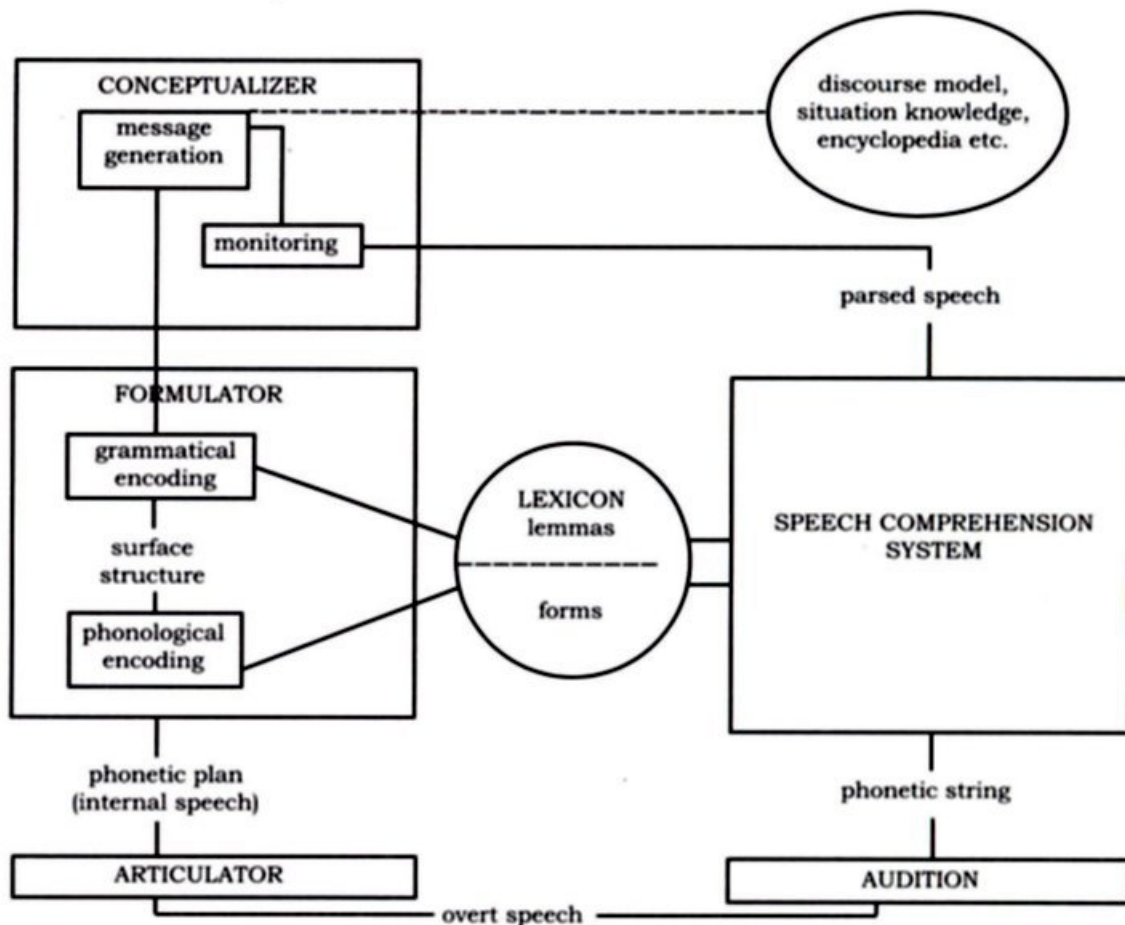 CONCEPTUALIZER
message
generation
monitoring
discourse model,
situation knowledge,
encyclopedia etc.
parsed speech
FORMULATOR
grammatical
encoding
surface
structure
phonological
encoding
LEXICON
lemmas
forms
SPEECH COMPREHENSION
SYSTEM
phonetic plan
(internal speech)
phonetic string
ARTICULATOR
AUDITION
overt speech